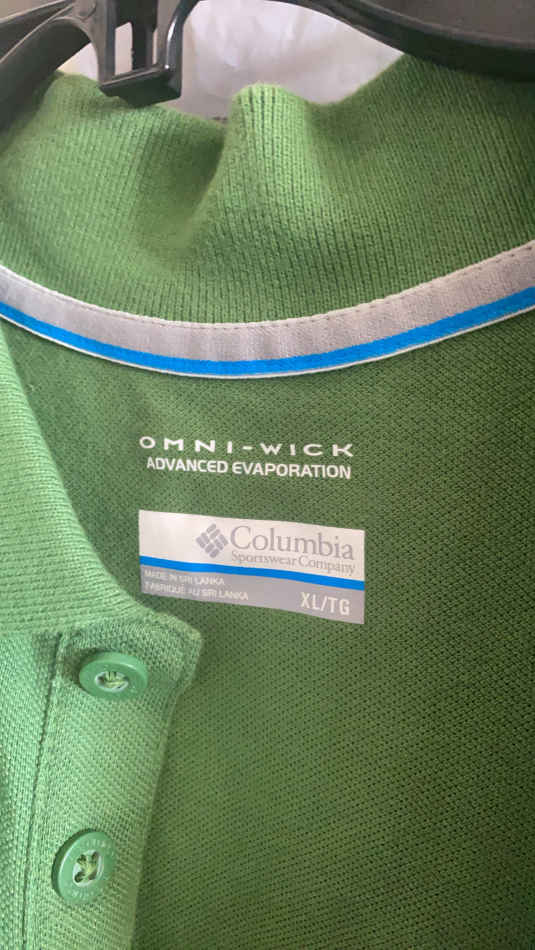 OMNI-WICK
ADVANCED EVAPORATION
Columbia
Sportswear Company
MADE IN SRI LANKA
FABRIQUÉ AU SRI LANKA
XL/TG